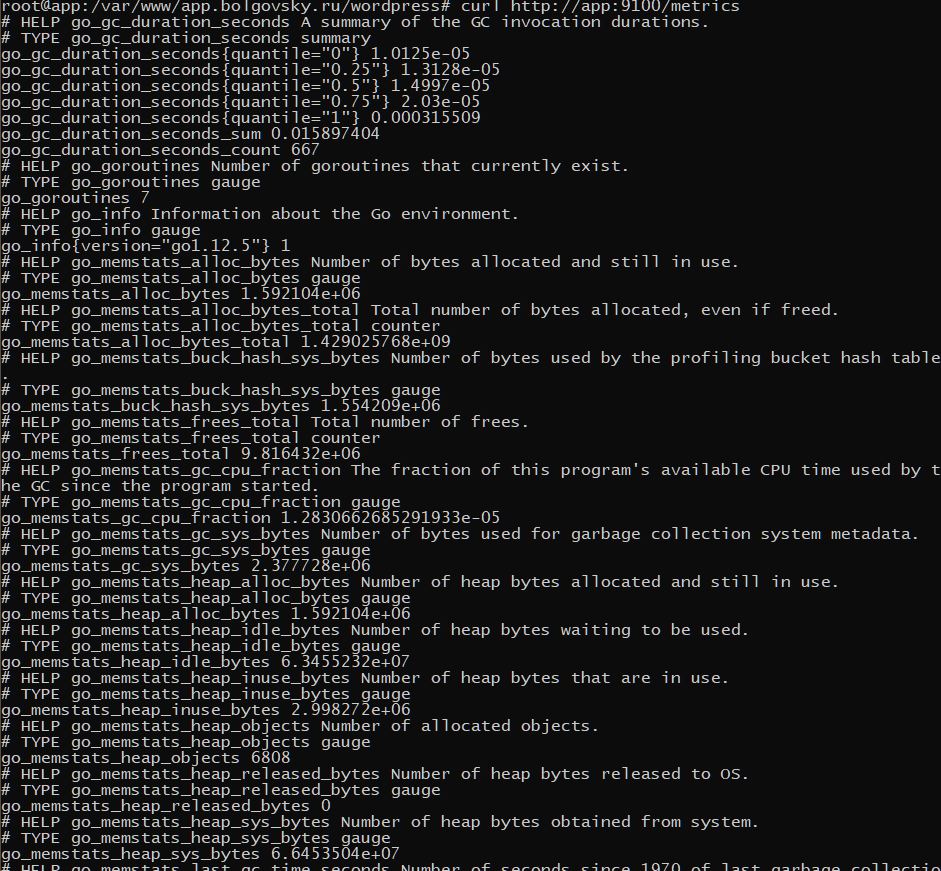 root@app:/var/www/app.bolgovsky.ru/wordpress# curl http://app:9100/metrics
# HELP go_gc_duration_seconds A summary of the GC invocation durations.
# TYPE go_gc_duration_seconds summary
go_gc_duration_seconds{quantile="0"} 1.0125e-05
go_gc_duration_seconds{quantile="0.25"} 1.3128e-05
go_gc_duration_seconds{quantile="0.5"} 1.4997e-05
go_gc_duration_seconds{quantile="0.75"} 2.03e-05
go_gc_duration_seconds{quantile="1"} 0.000315509
go_gc_duration_seconds_sum 0.015897404
go_gc_duration_seconds_count 667
# HELP go_goroutines Number of goroutines that currently exist.
# TYPE go_goroutines gauge
go_goroutines 7
# HELP go_info Information about the Go environment.
# TYPE go_info gauge
go_info{version="go1.12.5"} 1
# HELP go_memstats_alloc_bytes Number of bytes allocated and still in use.
# TYPE go_memstats_alloc_bytes gauge
go_memstats_alloc_bytes 1.592104e+06
# HELP go_memstats_alloc_bytes_total Total number of bytes allocated, even if freed.
# TYPE go_memstats_alloc_bytes_total counter
go_memstats_alloc_bytes_total 1.429025768e+09
# HELP go_memstats_buck_hash_sys_bytes Number of bytes used by the profiling bucket hash table
.
# TYPE go_memstats_buck_hash_sys_bytes gauge
go_memstats_buck_hash_sys_bytes 1.554209e+06
# HELP go_memstats_frees_total Total number of frees.
# TYPE go_memstats_frees_total counter
go_memstats_frees_total 9.816432e+06
# HELP go_memstats_gc_cpu_fraction The fraction of this program's available CPU time used by t
he GC since the program started.
# TYPE go_memstats_gc_cpu_fraction gauge
go_memstats_gc_cpu_fraction 1.2830662685291933e-05
# HELP go_memstats_gc_sys_bytes Number of bytes used for garbage collection system metadata.
# TYPE go_memstats_gc_sys_bytes gauge
go_memstats_gc_sys_bytes 2.377728e+06
# HELP go_memstats_heap_alloc_bytes Number of heap bytes allocated and still in use.
# TYPE go_memstats_heap_alloc_bytes gauge
go_memstats_heap_alloc_bytes 1.592104e+06
# HELP go_memstats_heap_idle_bytes Number of heap bytes waiting to be used.
# TYPE go_memstats_heap_idle_bytes gauge
go_memstats_heap_idle_bytes 6.3455232e+07
# HELP go_memstats_heap_inuse_bytes Number of heap bytes that are in use.
# TYPE go_memstats_heap_inuse_bytes gauge
go_memstats_heap_inuse_bytes 2.998272e+06
# HELP go_memstats_heap_objects Number of allocated objects.
# TYPE go_memstats_heap_objects gauge
go_memstats_heap_objects 6808
# HELP go_memstats_heap_released_bytes Number of heap bytes released to OS.
# TYPE go_memstats_heap_released_bytes gauge
go_memstats_heap_released_bytes 0
# HELP go_memstats_heap_sys_bytes Number of heap bytes obtained from system.
# TYPE go_memstats_heap_sys_bytes gauge
go_memstats_heap_sys_bytes 6.6453504e+07
# HELP go_memstats_last_gc_time_seconds Number of seconds since 1970 of last garbage collectio